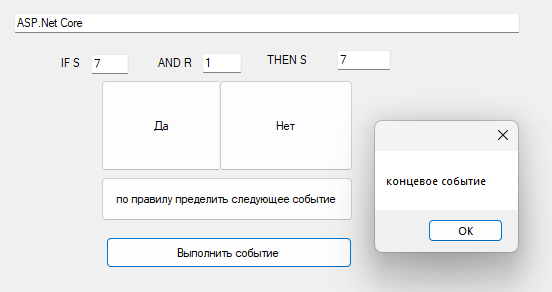 ASP.Net Core
IF S 7 AND R 1 THEN S 7
Да Нет
по правилу пределить следующее событие
Выполнить событие
концевое событие
OK